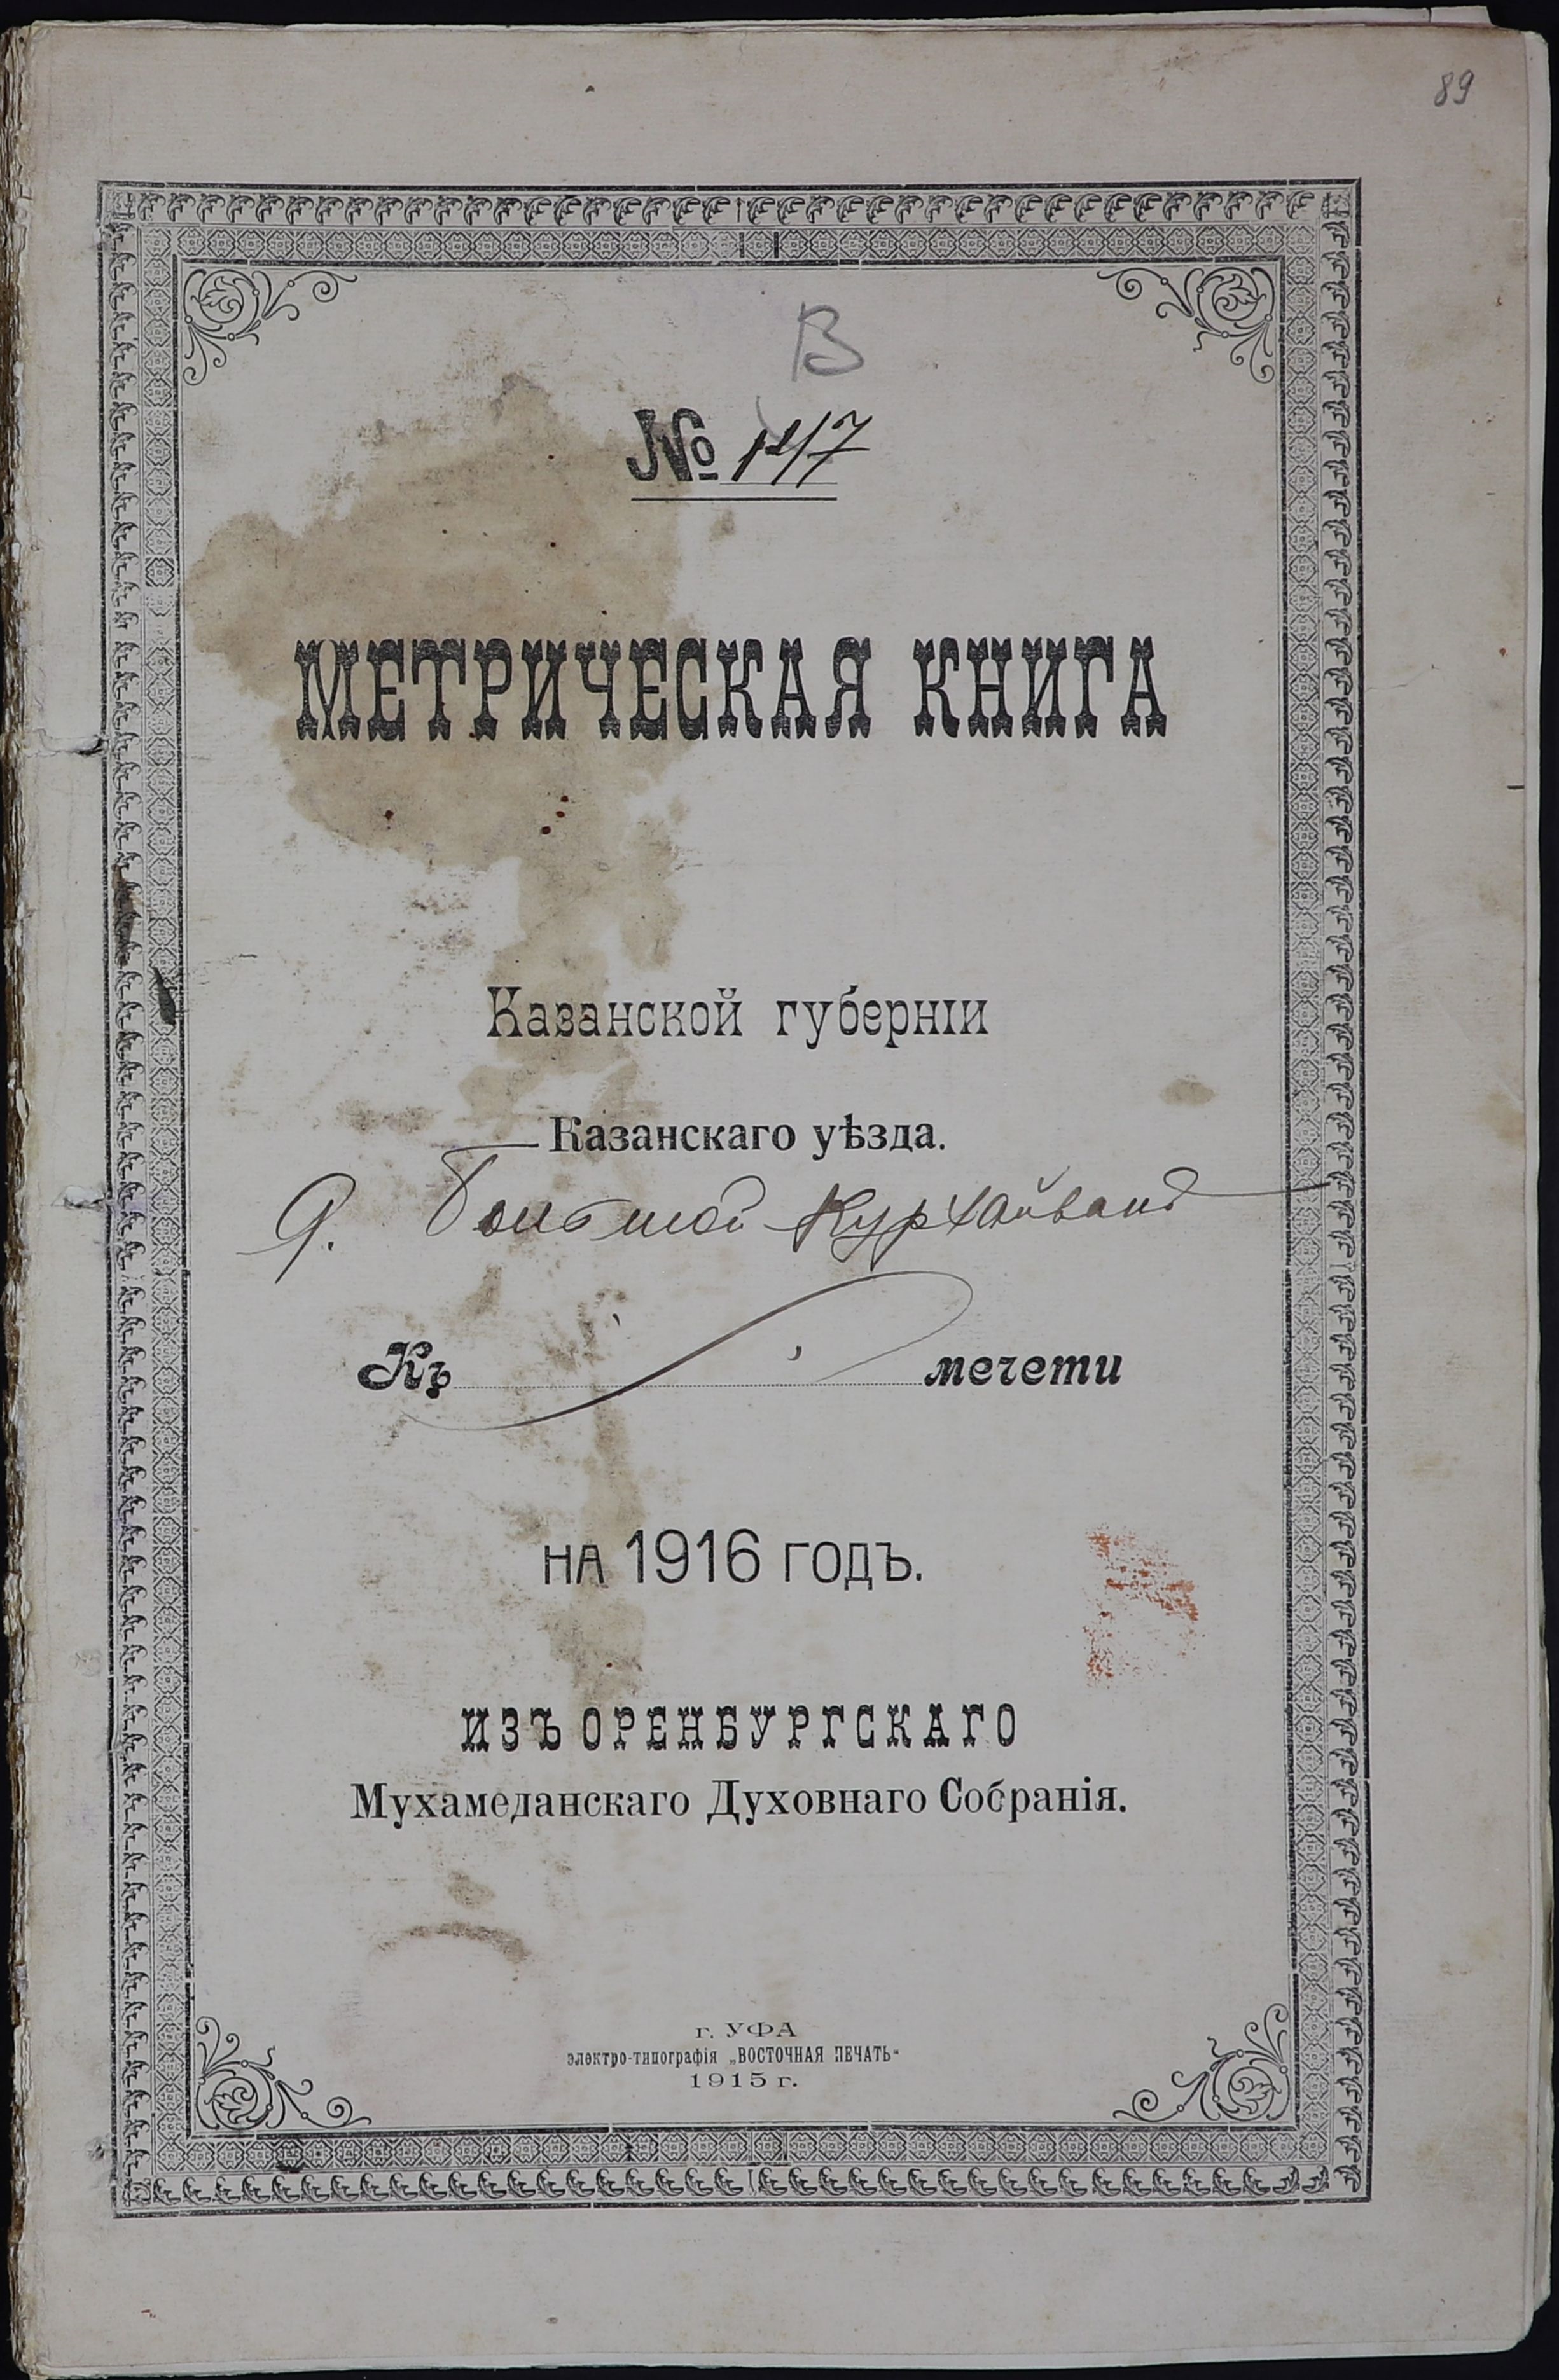 89
В
№ 147
МЕТРИЧЕСКАЯ КНИГА
Казанской губерніи
Казанскаго уѣзда.
д. Большой Куркайвани
Къ мечети
НА 1916 ГОДЪ.
ИЗЪ ОРЕНБУРГСКАГО
Мухамеданскаго Духовнаго Собранія.
г. УФА
электро-типографія „ВОСТОЧНАЯ ПЕЧАТЬ“
1915 г.